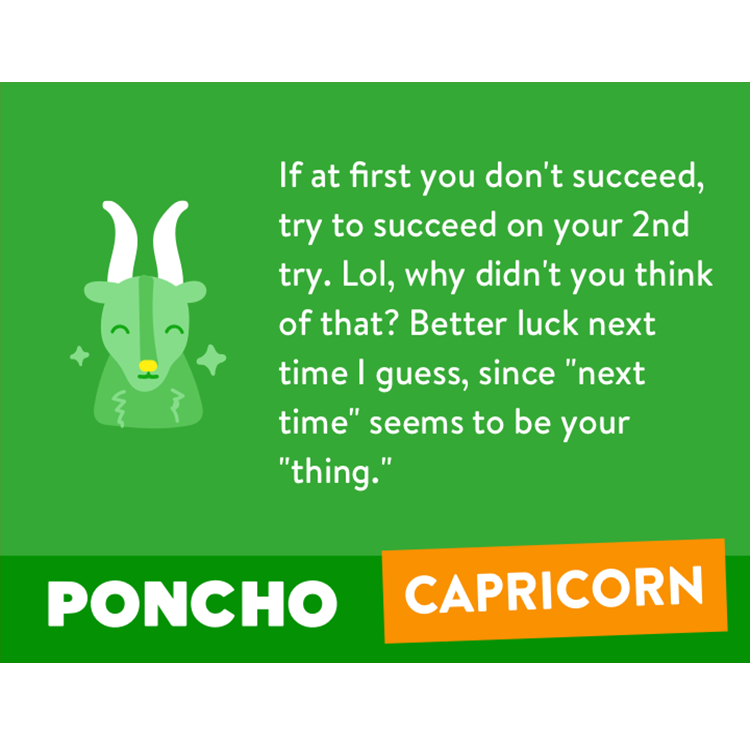 If at first you don't succeed,
try to succeed on your 2nd
try. Lol, why didn't you think
of that? Better luck next
time I guess, since "next
time" seems to be your
"thing."
PONCHO
CAPRICORN